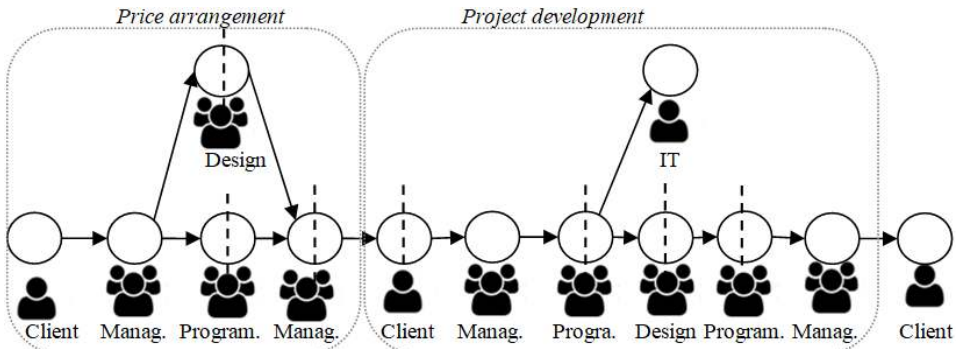 Price arrangement
Project development
Design
IT
Client Manag. Program. Manag. Client Manag. Progra. Design Program. Manag. Client